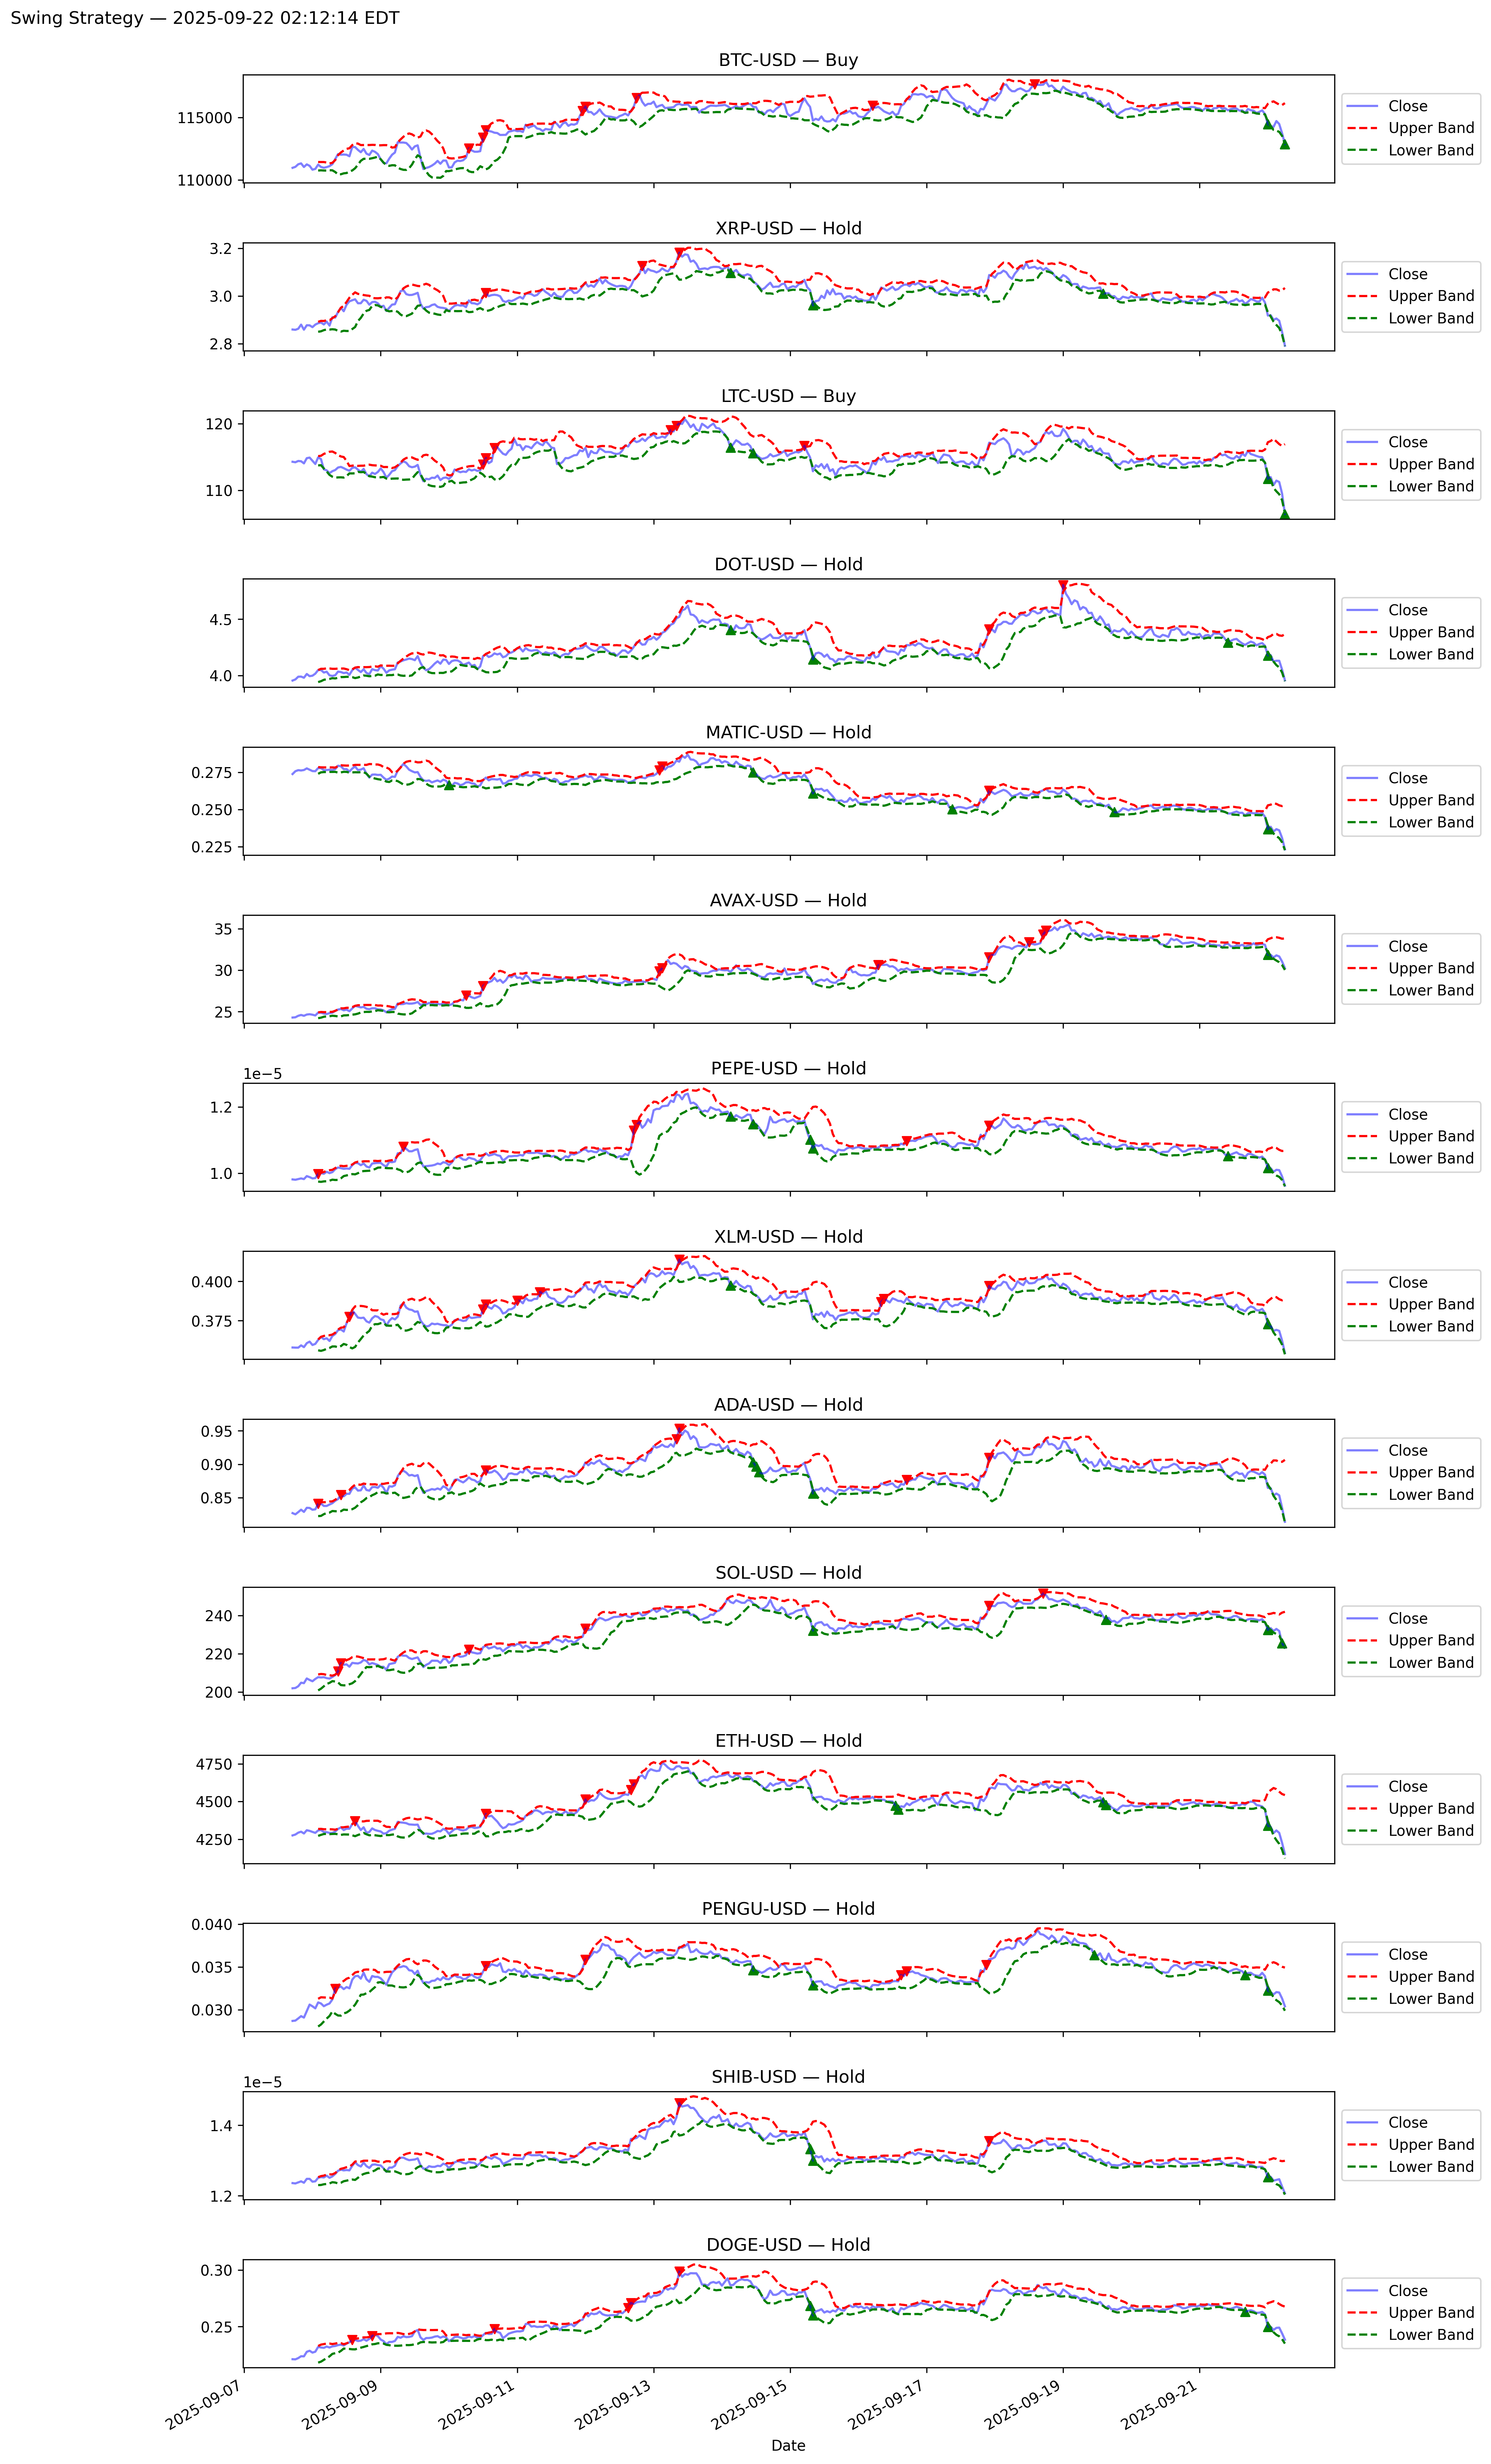 Swing Strategy — 2025-09-22 02:12:14 EDT
BTC-USD — Buy
115000
110000
Close
Upper Band
Lower Band
XRP-USD — Hold
3.2
3.0
2.8
Close
Upper Band
Lower Band
LTC-USD — Buy
120
110
Close
Upper Band
Lower Band
DOT-USD — Hold
4.5
4.0
Close
Upper Band
Lower Band
MATIC-USD — Hold
0.275
0.250
0.225
Close
Upper Band
Lower Band
AVAX-USD — Hold
35
30
25
Close
Upper Band
Lower Band
PEPE-USD — Hold
1e−5
1.2
1.0
Close
Upper Band
Lower Band
XLM-USD — Hold
0.400
0.375
Close
Upper Band
Lower Band
ADA-USD — Hold
0.95
0.90
0.85
Close
Upper Band
Lower Band
SOL-USD — Hold
240
220
200
Close
Upper Band
Lower Band
ETH-USD — Hold
4750
4500
4250
Close
Upper Band
Lower Band
PENGU-USD — Hold
0.040
0.035
0.030
Close
Upper Band
Lower Band
SHIB-USD — Hold
1e−5
1.4
1.2
Close
Upper Band
Lower Band
DOGE-USD — Hold
0.30
0.25
Close
Upper Band
Lower Band
2025-09-07
2025-09-09
2025-09-11
2025-09-13
2025-09-15
2025-09-17
2025-09-19
2025-09-21
Date